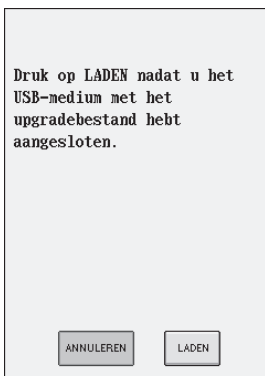 Druk op LADEN nadat u het
USB-medium met het
upgradebestand hebt
aangesloten.
ANNULEREN LADEN